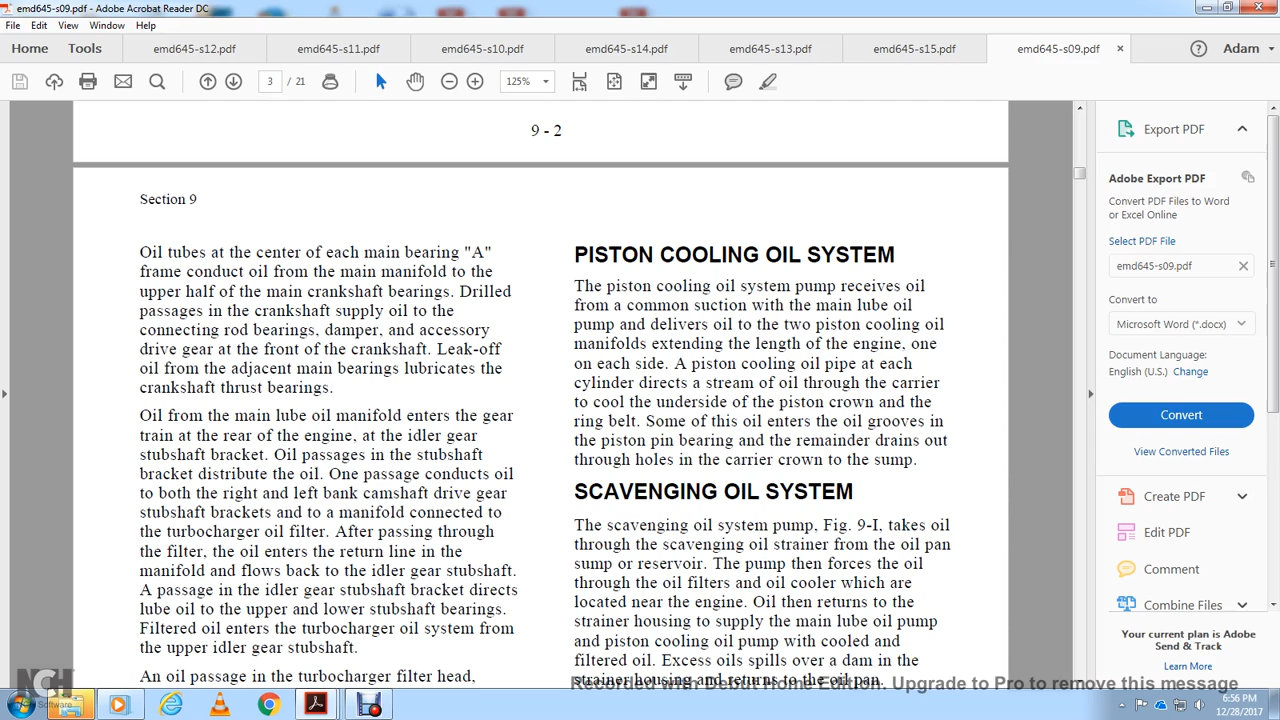 emd645-s09.pdf - Adobe Acrobat Reader DC
File Edit View Window Help
Home Tools emd645-s12.pdf emd645-s11.pdf emd645-s10.pdf emd645-s14.pdf emd645-s13.pdf emd645-s15.pdf emd645-s09.pdf × Adam
3 / 21 125%
9 - 2
Section 9
Oil tubes at the center of each main bearing "A"
frame conduct oil from the main manifold to the
upper half of the main crankshaft bearings. Drilled
passages in the crankshaft supply oil to the
connecting rod bearings, damper, and accessory
drive gear at the front of the crankshaft. Leak-off
oil from the adjacent main bearings lubricates the
crankshaft thrust bearings.
Oil from the main lube oil manifold enters the gear
train at the rear of the engine, at the idler gear
stubshaft bracket. Oil passages in the stubshaft
bracket distribute the oil. One passage conducts oil
to both the right and left bank camshaft drive gear
stubshaft brackets and to a manifold connected to
the turbocharger oil filter. After passing through
the filter, the oil enters the return line in the
manifold and flows back to the idler gear stubshaft.
A passage in the idler gear stubshaft bracket directs
lube oil to the upper and lower stubshaft bearings.
Filtered oil enters the turbocharger oil system from
the upper idler gear stubshaft.
An oil passage in the turbocharger filter head,
PISTON COOLING OIL SYSTEM
The piston cooling oil system pump receives oil
from a common suction with the main lube oil
pump and delivers oil to the two piston cooling oil
manifolds extending the length of the engine, one
on each side. A piston cooling oil pipe at each
cylinder directs a stream of oil through the carrier
to cool the underside of the piston crown and the
ring belt. Some of this oil enters the oil grooves in
the piston pin bearing and the remainder drains out
through holes in the carrier crown to the sump.
SCAVENGING OIL SYSTEM
The scavenging oil system pump, Fig. 9-I, takes oil
through the scavenging oil strainer from the oil pan
sump or reservoir. The pump then forces the oil
through the oil filters and oil cooler which are
located near the engine. Oil then returns to the
strainer housing to supply the main lube oil pump
and piston cooling oil pump with cooled and
filtered oil. Excess oils spills over a dam in the
strainer housing and returns to the oil pan.
Export PDF
Adobe Export PDF
Convert PDF Files to Word
or Excel Online
Select PDF File
emd645-s09.pdf
Convert to
Microsoft Word (*.docx)
Document Language:
English (U.S.) Change
Convert
View Converted Files
Create PDF
Edit PDF
Comment
Combine Files
Your current plan is Adobe
Send & Track
Learn More
NCH
Software
Recorded with Debut Home Edition. Upgrade to Pro to remove this message
6:56 PM
12/28/2017